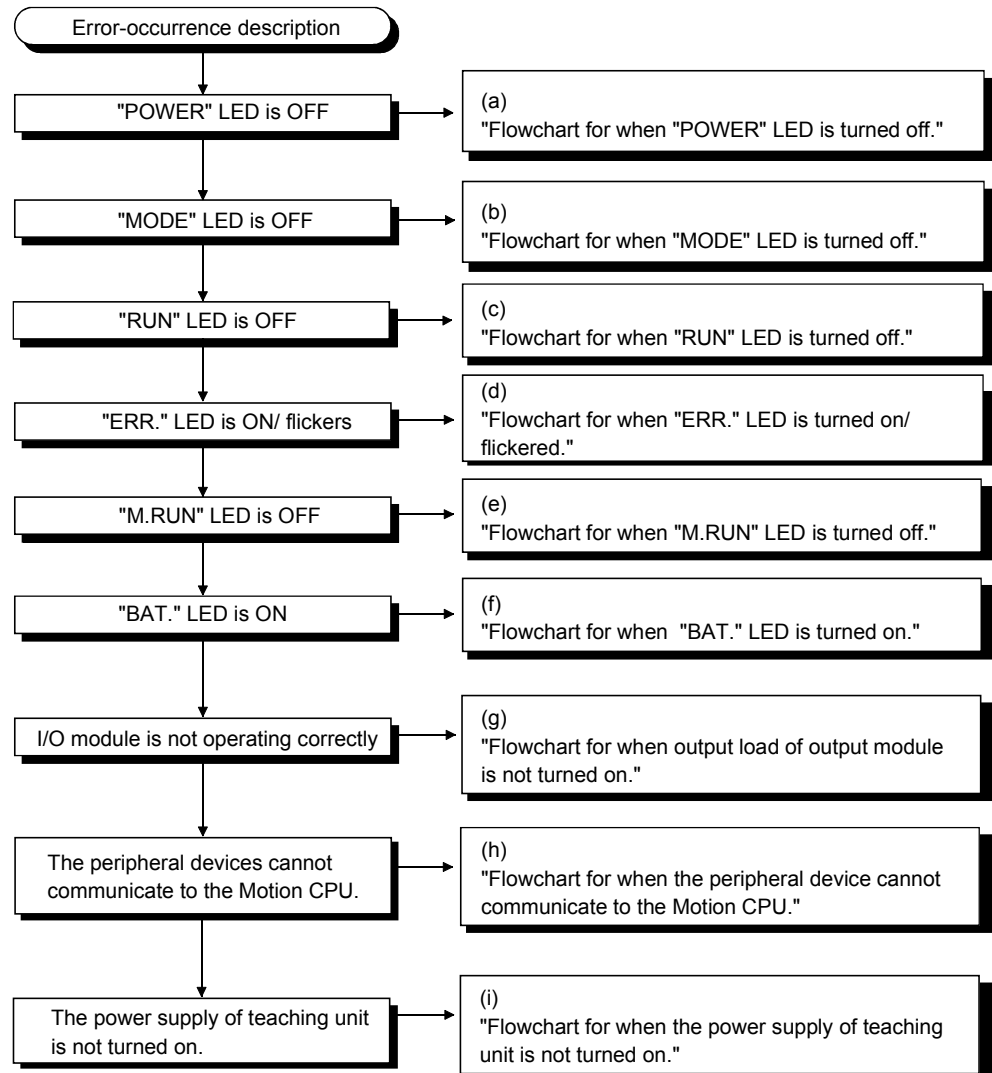 Error-occurrence description
"POWER" LED is OFF
(a)
"Flowchart for when "POWER" LED is turned off."
"MODE" LED is OFF
(b)
"Flowchart for when "MODE" LED is turned off."
"RUN" LED is OFF
(c)
"Flowchart for when "RUN" LED is turned off."
"ERR." LED is ON/ flickers
(d)
"Flowchart for when "ERR." LED is turned on/
flickered."
"M.RUN" LED is OFF
(e)
"Flowchart for when "M.RUN" LED is turned off."
"BAT." LED is ON
(f)
"Flowchart for when "BAT." LED is turned on."
I/O module is not operating correctly
(g)
"Flowchart for when output load of output module
is not turned on."
The peripheral devices cannot
communicate to the Motion CPU.
(h)
"Flowchart for when the peripheral device cannot
communicate to the Motion CPU."
The power supply of teaching unit
is not turned on.
(i)
"Flowchart for when the power supply of teaching
unit is not turned on."